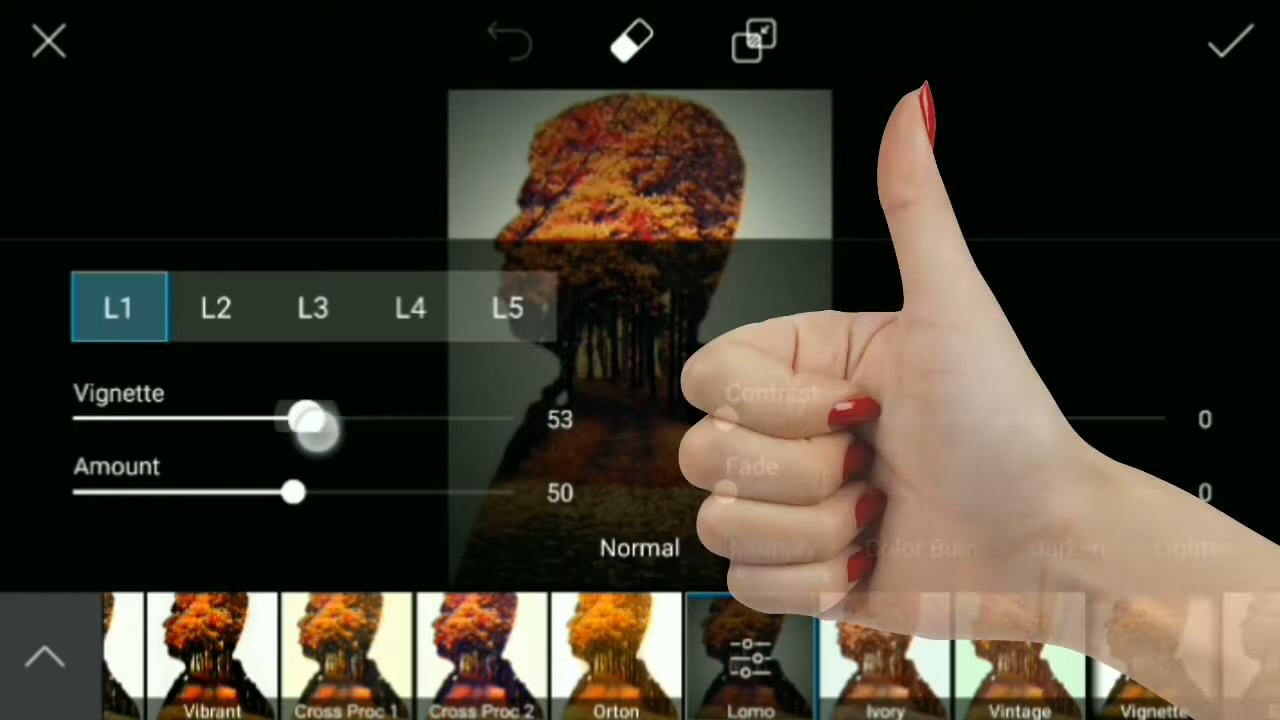 L1 L2 L3 L4 L5
Vignette 53 Contrast 0
Amount 50 Fade 0
Normal Color Burn Darken
Vibrant Cross Proc 1 Cross Proc 2 Orton Lomo Ivory Vintage Vignette